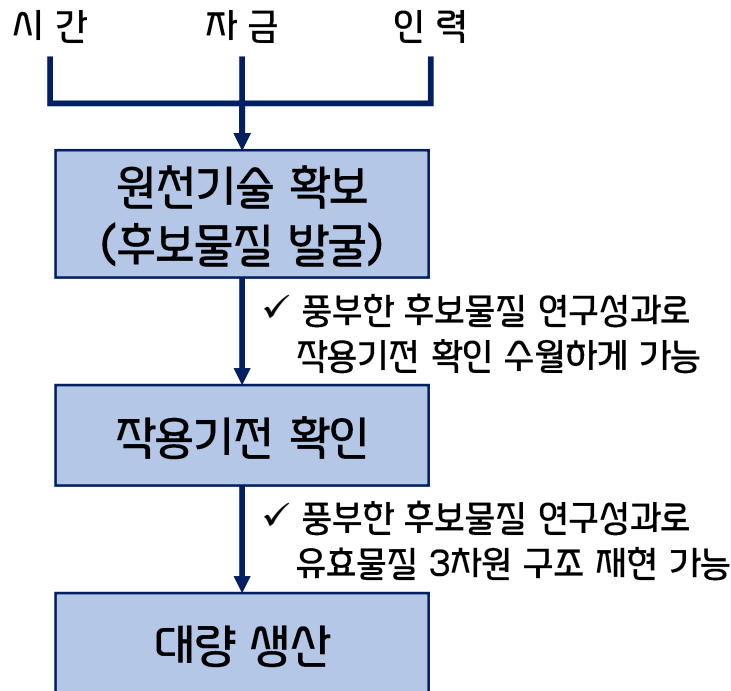 시 간 자 금 인 력
원천기술 확보
(후보물질 발굴)
✓ 풍부한 후보물질 연구성과로
작용기전 확인 수월하게 가능
작용기전 확인
✓ 풍부한 후보물질 연구성과로
유효물질 3차원 구조 재현 가능
대량 생산